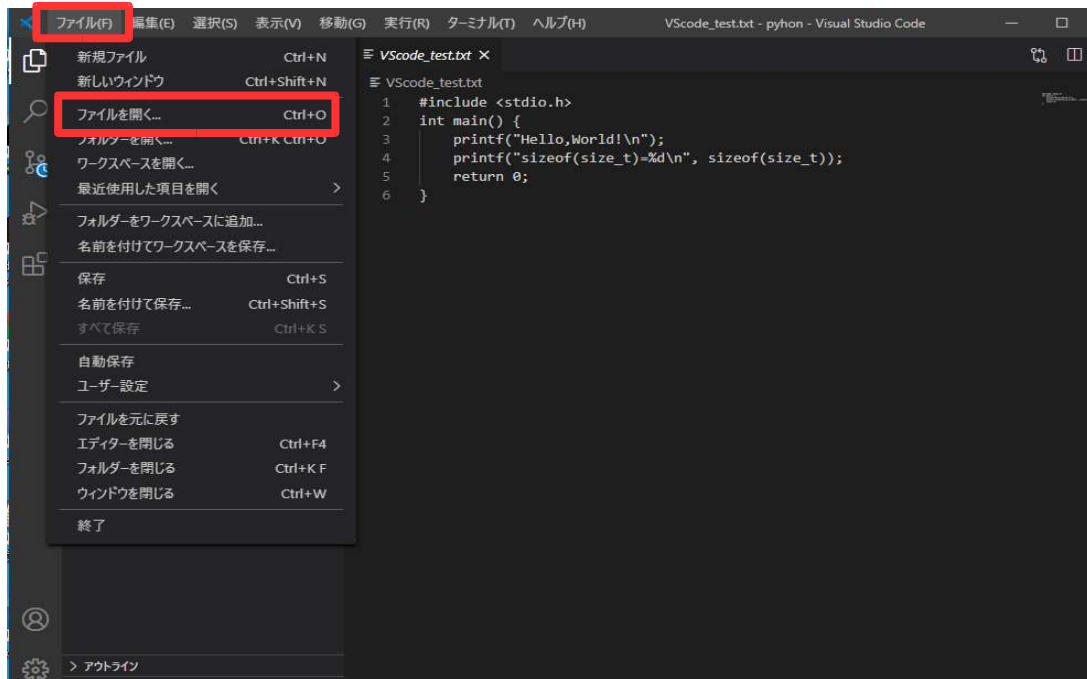 ファイル(F) 編集(E) 選択(S) 表示(V) 移動(G) 実行(R) ターミナル(T) ヘルプ(H) VScode_test.txt - pyhon - Visual Studio Code
新規ファイル Ctrl+N
新しいウィンドウ Ctrl+Shift+N
ファイルを開く... Ctrl+O
フォルダーを開く... Ctrl+K Ctrl+O
ワークスペースを開く...
最近使用した項目を開く
フォルダーをワークスペースに追加...
名前を付けてワークスペースを保存...
保存 Ctrl+S
名前を付けて保存... Ctrl+Shift+S
すべて保存 Ctrl+K S
自動保存
ユーザー設定
ファイルを元に戻す
エディターを閉じる Ctrl+F4
フォルダーを閉じる Ctrl+K F
ウィンドウを閉じる Ctrl+W
終了
アウトライン
VScode_test.txt
VScode_test.txt
1 #include <stdio.h>
2 int main() {
3 printf("Hello,World!\n");
4 printf("sizeof(size_t)=%d\n", sizeof(size_t));
5 return 0;
6 }